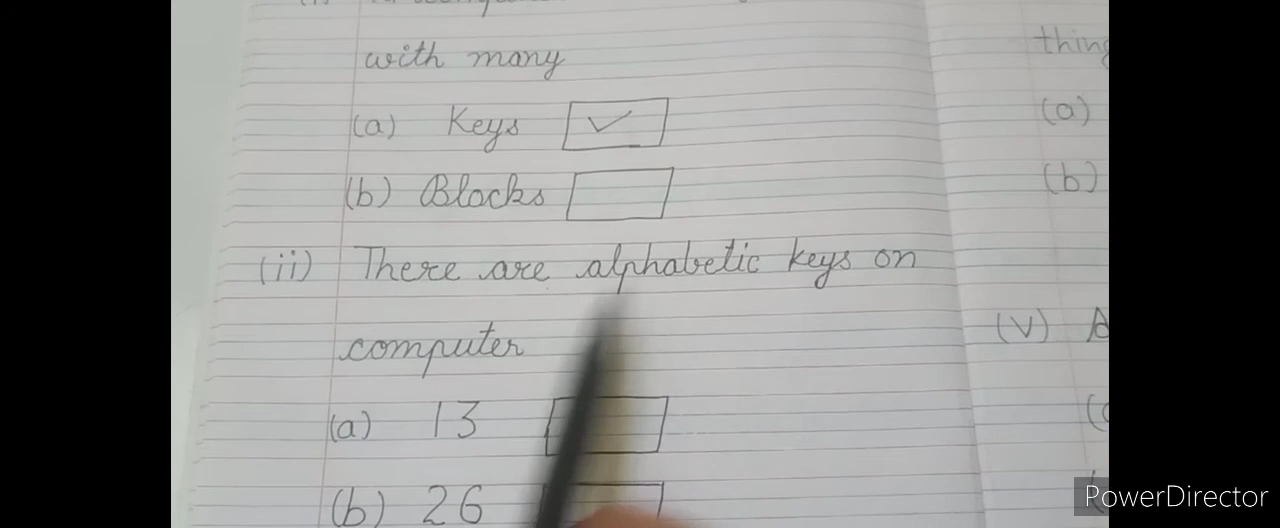 with many
(a) Keys ✓
(b) Blocks
(ii) There are alphabetic keys on
computer
(a) 13
(b) 26
thing
(a)
(b)
(v) A
PowerDirector